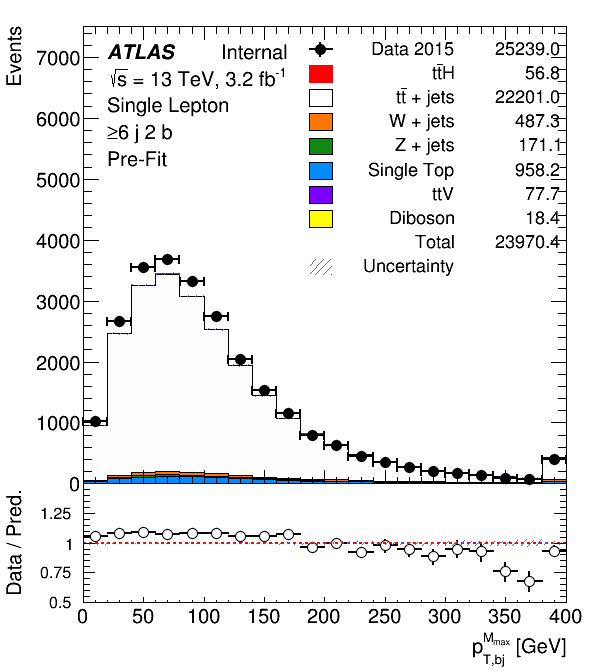 Events
7000
6000
5000
4000
3000
2000
1000
0
ATLAS Internal
√s = 13 TeV, 3.2 fb⁻¹
Single Lepton
≥6 j 2 b
Pre-Fit
Data 2015 25239.0
tt̄H 56.8
tt̄ + jets 22201.0
W + jets 487.3
Z + jets 171.1
Single Top 958.2
ttV 77.7
Diboson 18.4
Total 23970.4
Uncertainty
Data / Pred.
1.25
1
0.75
0.5
0 50 100 150 200 250 300 350 400
p_{T,bj}^{M_{max}} [GeV]